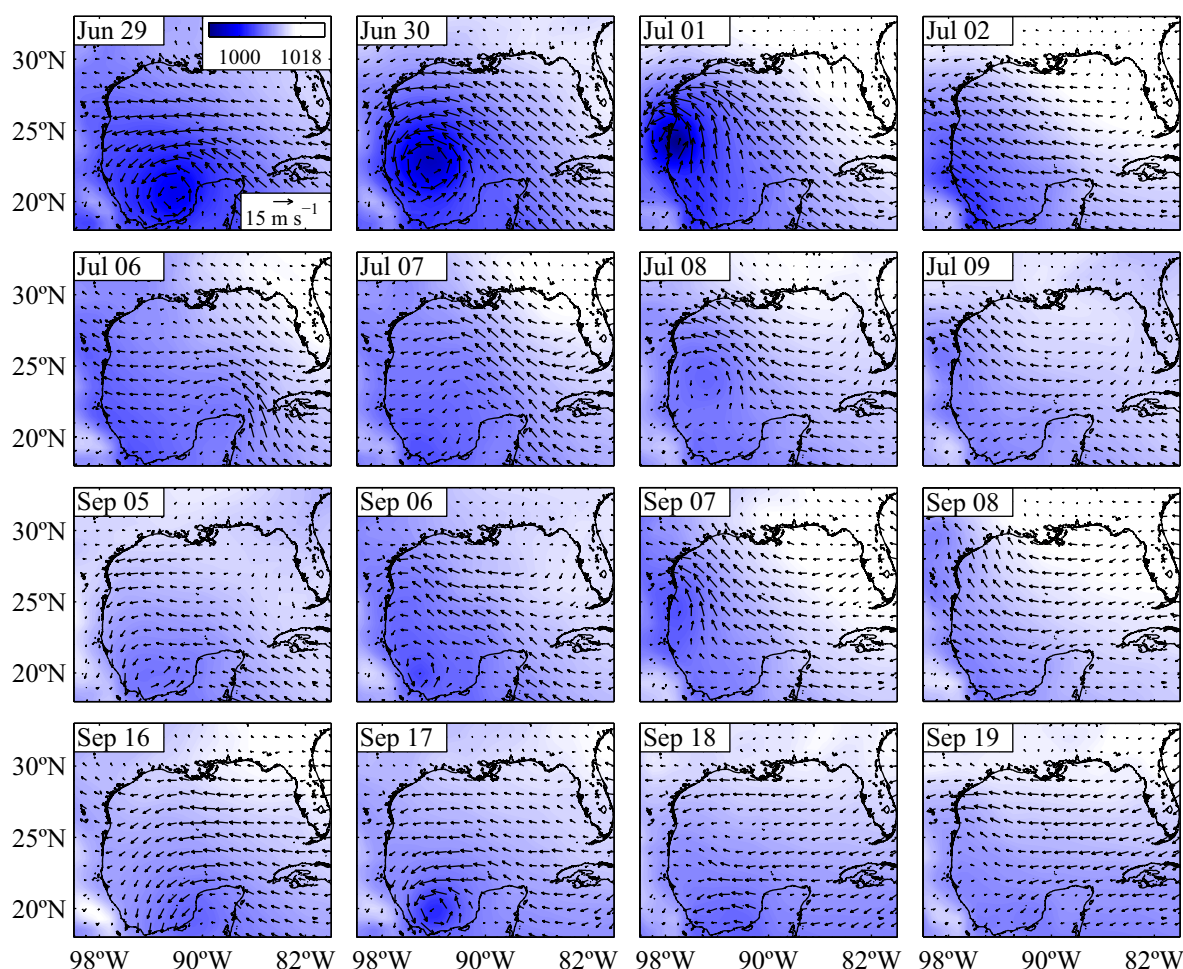 Jun 29
1000 1018
15 m s−1
Jun 30
Jul 01
Jul 02
30ºN
25ºN
20ºN
Jul 06
Jul 07
Jul 08
Jul 09
30ºN
25ºN
20ºN
Sep 05
Sep 06
Sep 07
Sep 08
30ºN
25ºN
20ºN
Sep 16
Sep 17
Sep 18
Sep 19
30ºN
25ºN
20ºN
98ºW 90ºW 82ºW 98ºW 90ºW 82ºW 98ºW 90ºW 82ºW 98ºW 90ºW 82ºW